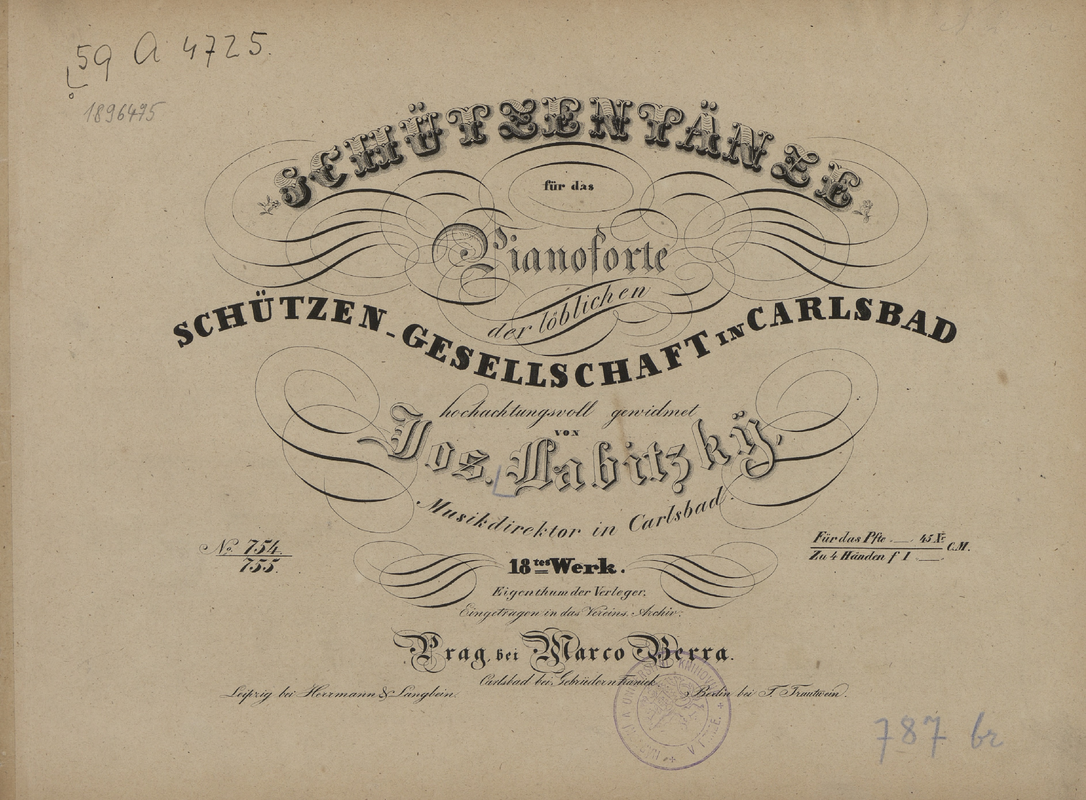 59 A 4725.
1896495
SCHÜTZENTÄNZE
für das
Pianoforte
der löblichen
SCHÜTZEN-GESELLSCHAFT IN CARLSBAD
hochachtungsvoll gewidmet
VON
Jos. Labitzkÿ,
Musikdirektor in Carlsbad.
No. 754.
755.
Für das Pfte 45 Xr
Zu 4 Händen f 1
C.M.
18tes Werk.
Eigenthum der Verleger.
Eingetragen in das Vereins-Archiv.
Prag, bei Marco Berra.
Carlsbad bei Gebrüdern
Leipzig bei Herrmann & Langbein.
Berlin bei T. Trautwein.
787 br